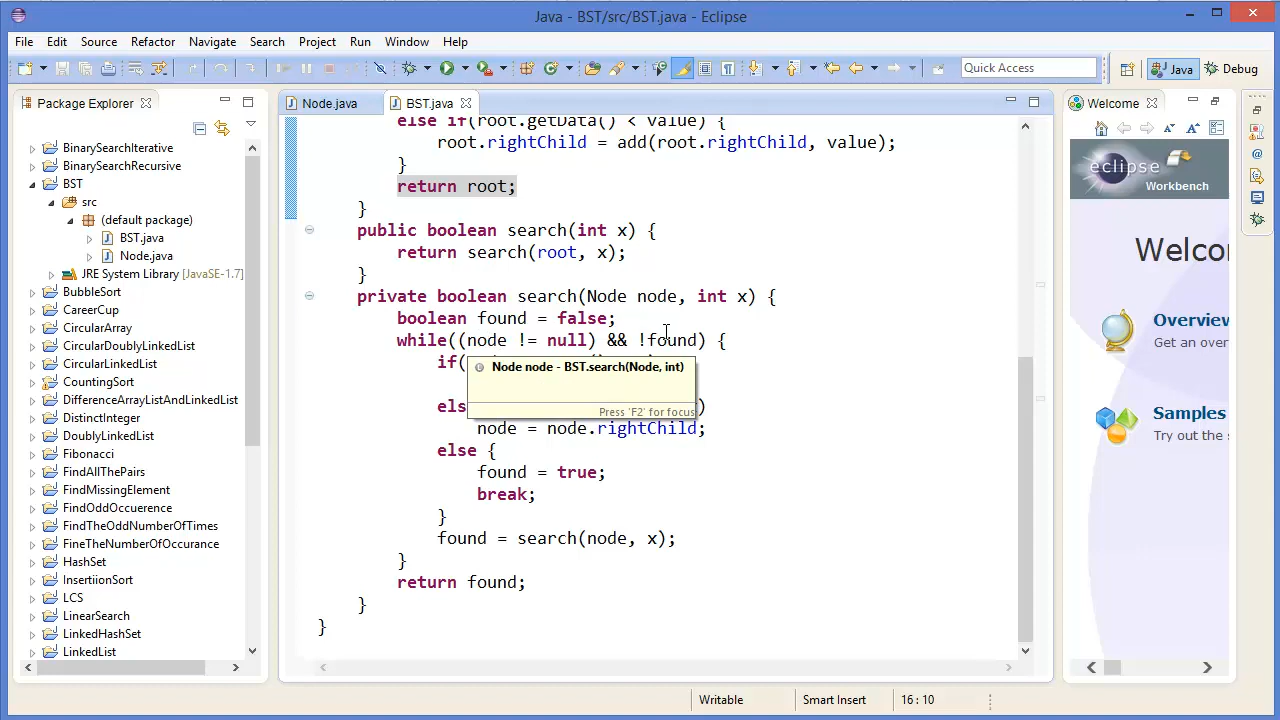 Java - BST/src/BST.java - Eclipse
File Edit Source Refactor Navigate Search Project Run Window Help
Quick Access
Java
Debug
Package Explorer
BinarySearchIterative
BinarySearchRecursive
BST
src
(default package)
BST.java
Node.java
JRE System Library [JavaSE-1.7]
BubbleSort
CareerCup
CircularArray
CircularDoublyLinkedList
CircularLinkedList
CountingSort
DifferenceArrayListAndLinkedList
DistinctInteger
DoublyLinkedList
Fibonacci
FindAllThePairs
FindMissingElement
FindOddOccuerence
FindTheOddNumberOfTimes
FineTheNumberOfOccurance
HashSet
InsertiionSort
LCS
LinearSearch
LinkedHashSet
LinkedList
Node.java
BST.java
else if(root.getData() < value) {
root.rightChild = add(root.rightChild, value);
}
return root;
}
public boolean search(int x) {
return search(root, x);
}
private boolean search(Node node, int x) {
boolean found = false;
while((node != null) && !found) {
if(
Node node - BST.search(Node, int)
Press 'F2' for focus
els )
node = node.rightChild;
else {
found = true;
break;
}
found = search(node, x);
}
return found;
}
}
Welcome
eclipse
Workbench
Welcon
Overview
Get an over
Samples
Try out the s
Writable
Smart Insert
16 : 10